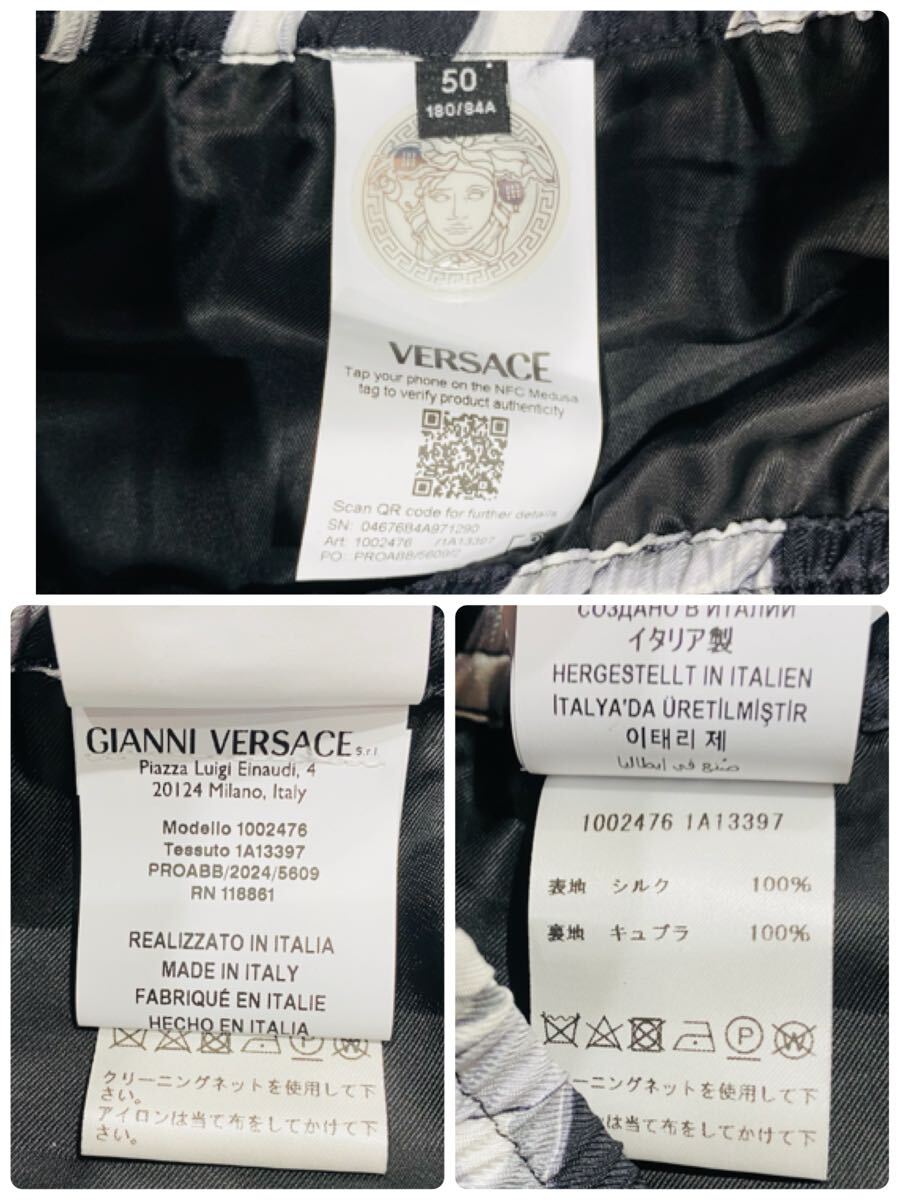 50
180/84A
VERSACE
Tap your phone on the NFC Medusa
tag to verify product authenticity
Scan QR code for further details
SN: 04676B4A971290
Art: 1002476 /1A13397
PO: PROABB/5609/2
GIANNI VERSACE S.r.l.
Piazza Luigi Einaudi, 4
20124 Milano, Italy
Modello 1002476
Tessuto 1A13397
PROABB/2024/5609
RN 118861
REALIZZATO IN ITALIA
MADE IN ITALY
FABRIQUÉ EN ITALIE
HECHO EN ITALIA
クリーニングネットを使用して下
さい。
アイロンは当て布をしてかけて下
さい。
СОЗДАНО В ИТАЛИИ
イタリア製
HERGESTELLT IN ITALIEN
İTALYA'DA ÜRETİLMİŞTİR
이태리 제
صنع في ايطاليا
1002476 1A13397
表地 シルク 100%
裏地 キュプラ 100%
P W
ーニングネットを使用して下
は当て布をしてかけて下